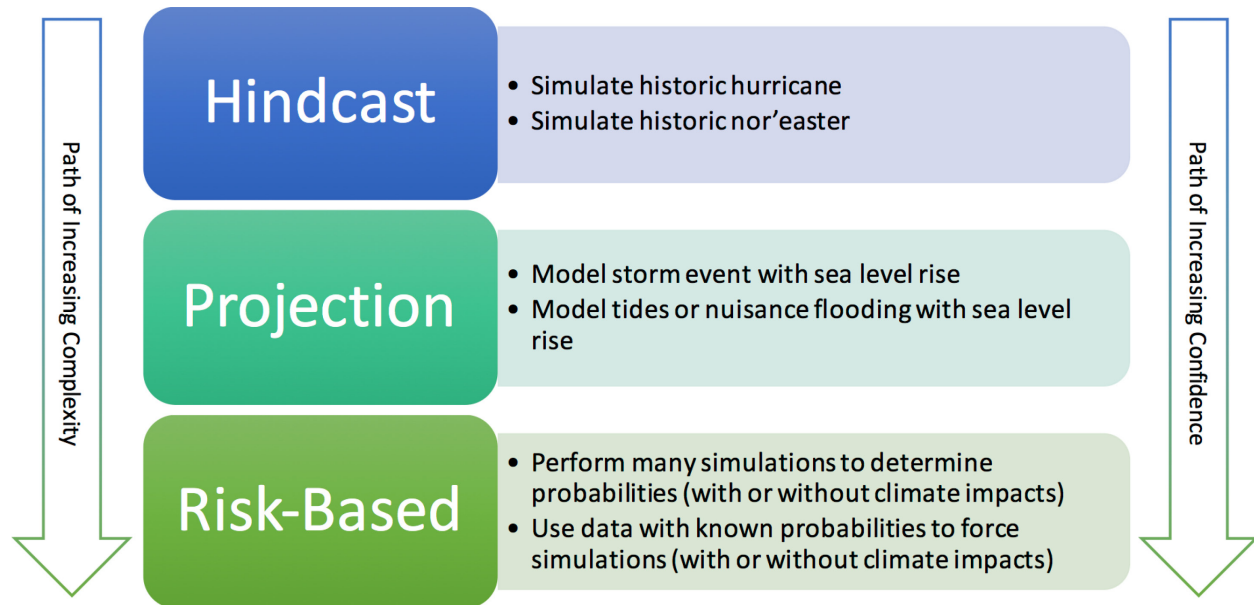 Path of Increasing Complexity
Hindcast
• Simulate historic hurricane
• Simulate historic nor’easter
Projection
• Model storm event with sea level rise
• Model tides or nuisance flooding with sea level
rise
Risk-Based
• Perform many simulations to determine
probabilities (with or without climate impacts)
• Use data with known probabilities to force
simulations (with or without climate impacts)
Path of Increasing Confidence